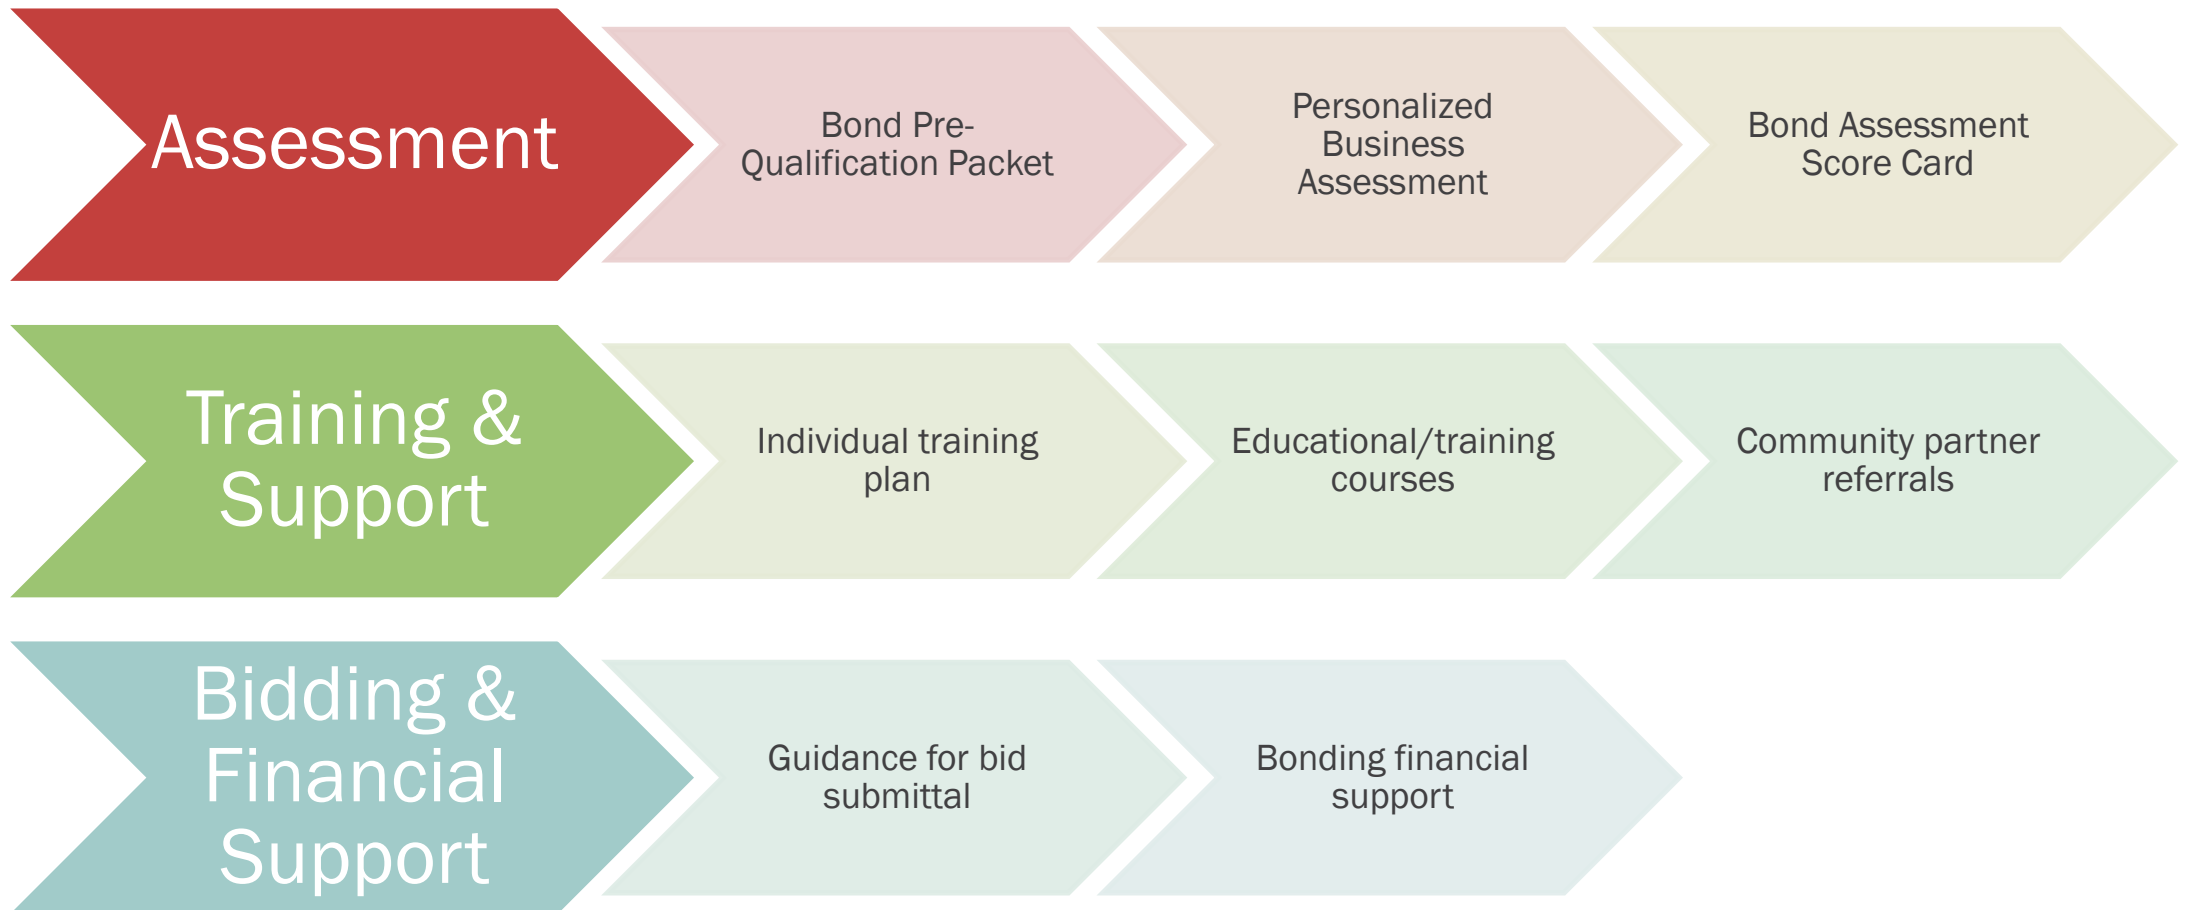 Assessment
Bond Pre-
Qualification Packet
Personalized
Business
Assessment
Bond Assessment
Score Card
Training &
Support
Individual training
plan
Educational/training
courses
Community partner
referrals
Bidding &
Financial
Support
Guidance for bid
submittal
Bonding financial
support